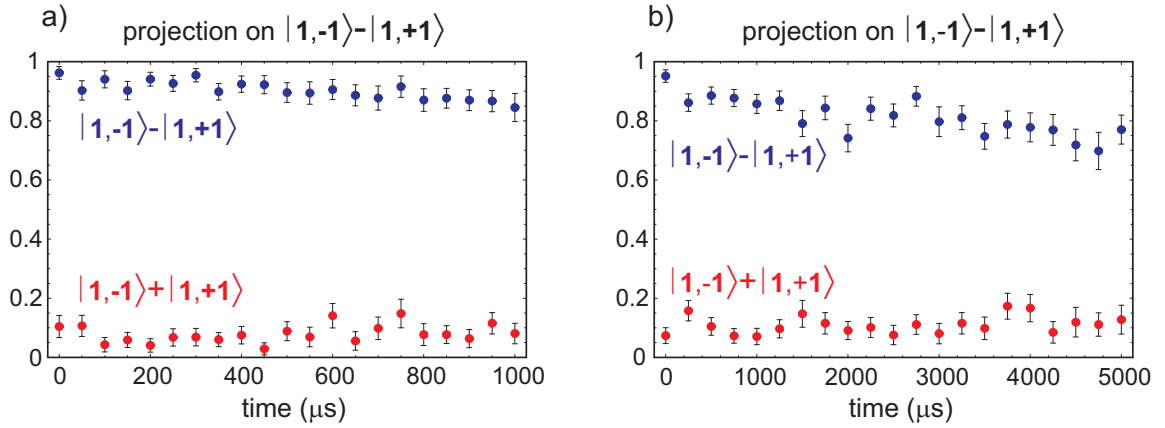 a)
projection on |1,-1⟩−|1,+1⟩
1
0.8
0.6
0.4
0.2
0
|1,-1⟩−|1,+1⟩
|1,-1⟩+|1,+1⟩
0 200 400 600 800 1000
time (μs)
b)
projection on |1,-1⟩−|1,+1⟩
1
0.8
0.6
0.4
0.2
0
|1,-1⟩−|1,+1⟩
|1,-1⟩+|1,+1⟩
0 1000 2000 3000 4000 5000
time (μs)